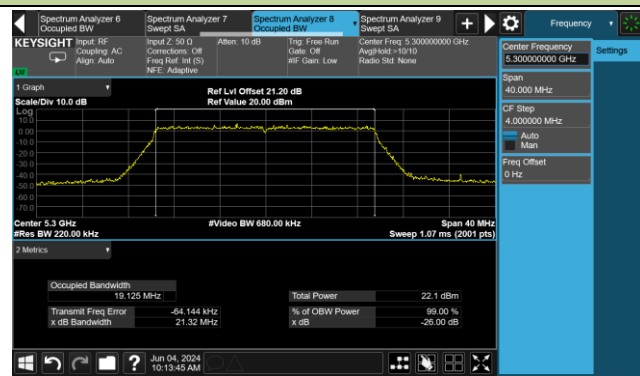 Spectrum Analyzer 6
Occupied BW
Spectrum Analyzer 7
Swept SA
Spectrum Analyzer 8
Occupied BW
Spectrum Analyzer 9
Swept SA
Frequency
KEYSIGHT
Input: RF
Coupling: AC
Align: Auto
Input Z: 50 Ω
Corrections: Off
Freq Ref: Int (S)
NFE: Adaptive
Atten: 10 dB
Trig: Free Run
Gate: Off
#IF Gain: Low
Center Freq: 5.300000000 GHz
Avg|Hold:>10/10
Radio Std: None
Center Frequency
5.300000000 GHz
Settings
Span
40.000 MHz
CF Step
4.000000 MHz
Auto
Man
Freq Offset
0 Hz
1 Graph
Scale/Div 10.0 dB
Ref Lvl Offset 21.20 dB
Ref Value 20.00 dBm
Log
10.0
0.00
-10.0
-20.0
-30.0
-40.0
-50.0
-60.0
-70.0
Center 5.3 GHz
#Res BW 220.00 kHz
#Video BW 680.00 kHz
Span 40 MHz
Sweep 1.07 ms (2001 pts)
2 Metrics
Occupied Bandwidth
19.125 MHz
Total Power 22.1 dBm
Transmit Freq Error -64.144 kHz
% of OBW Power 99.00 %
x dB Bandwidth 21.32 MHz
x dB -26.00 dB
Jun 04, 2024
10:13:45 AM